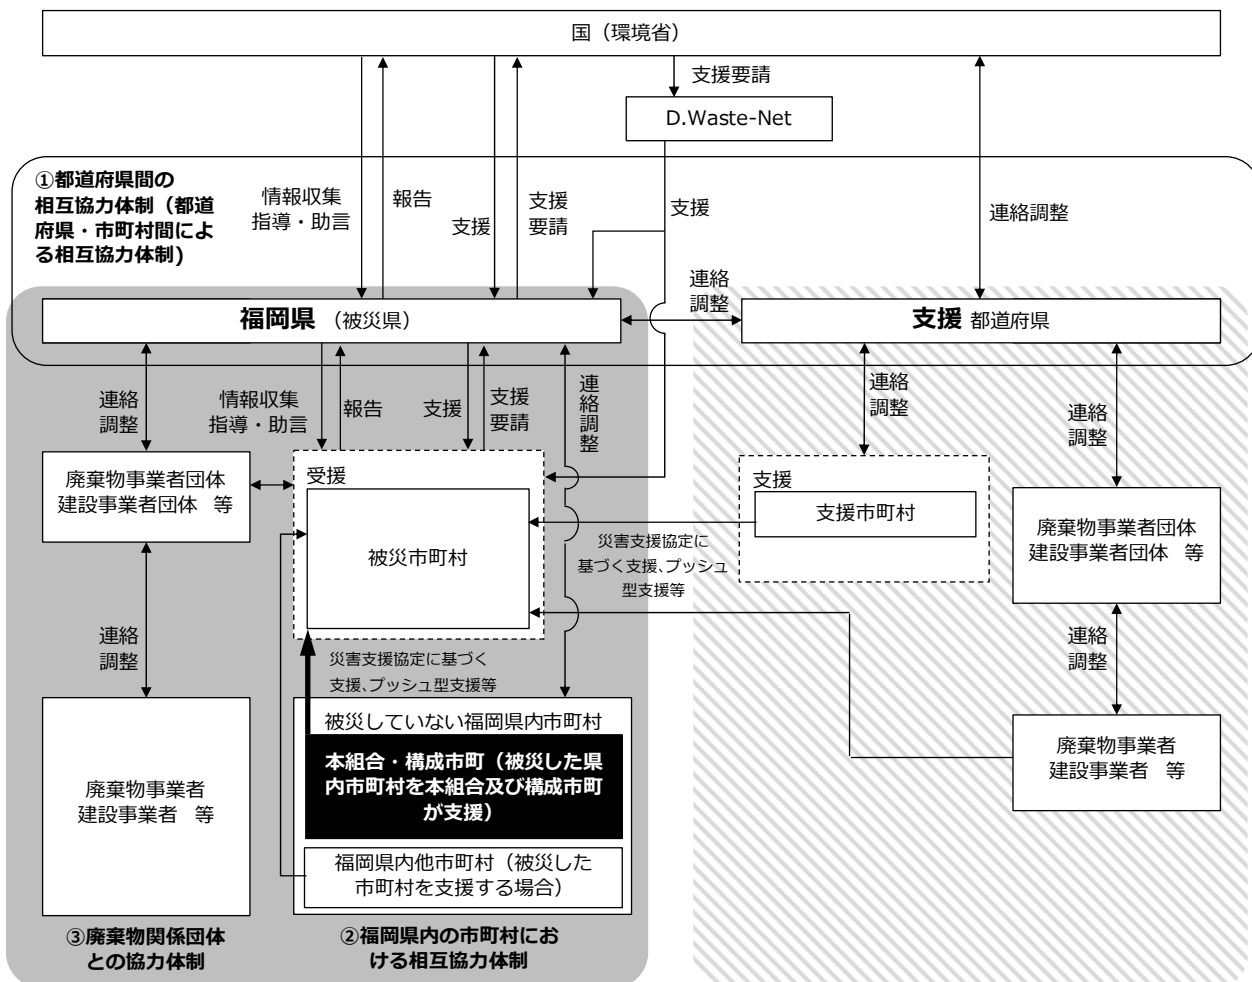 国（環境省）
支援要請
D.Waste-Net
①都道府県間の
相互協力体制（都道
府県・市町村間によ
る相互協力体制)
情報収集
指導・助言
報告
支援
支援
要請
支援
連絡調整
連絡
調整
福岡県 （被災県）
支援 都道府県
連絡
調整
情報収集
指導・助言
報告
支援
支援
要請
連絡調整
連絡
調整
連絡
調整
廃棄物事業者団体
建設事業者団体 等
受援
被災市町村
支援
支援市町村
廃棄物事業者団体
建設事業者団体 等
災害支援協定に
基づく支援、プッシュ
型支援等
連絡
調整
連絡
調整
災害支援協定に基づく
支援、プッシュ型支援等
廃棄物事業者
建設事業者 等
被災していない福岡県内市町村
本組合・構成市町（被災した県
内市町村を本組合及び構成市町
が支援）
福岡県内他市町村（被災した
市町村を支援する場合）
廃棄物事業者
建設事業者 等
③廃棄物関係団体
との協力体制
②福岡県内の市町村にお
ける相互協力体制